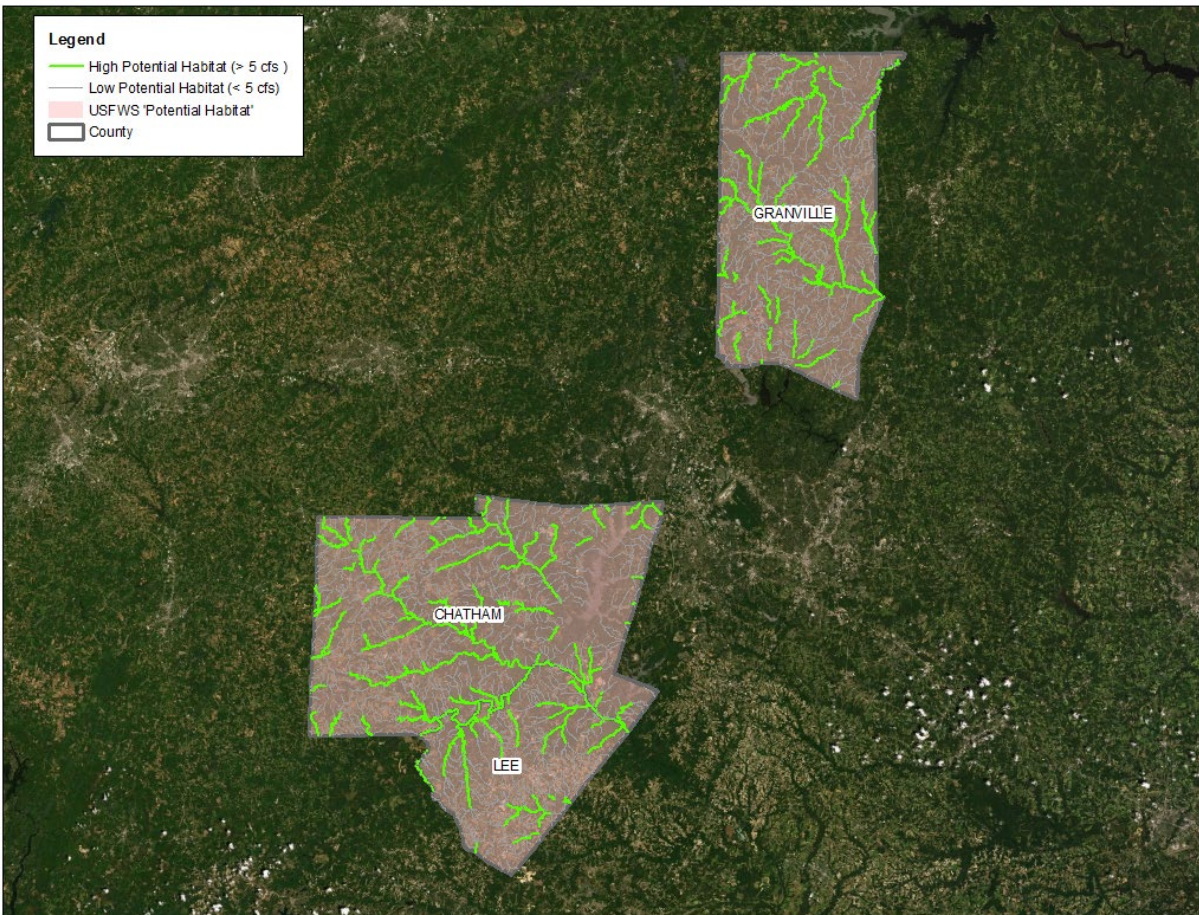 Legend
High Potential Habitat (> 5 cfs )
Low Potential Habitat (< 5 cfs)
USFWS 'Potential Habitat'
County
GRANVILLE
CHATHAM
LEE